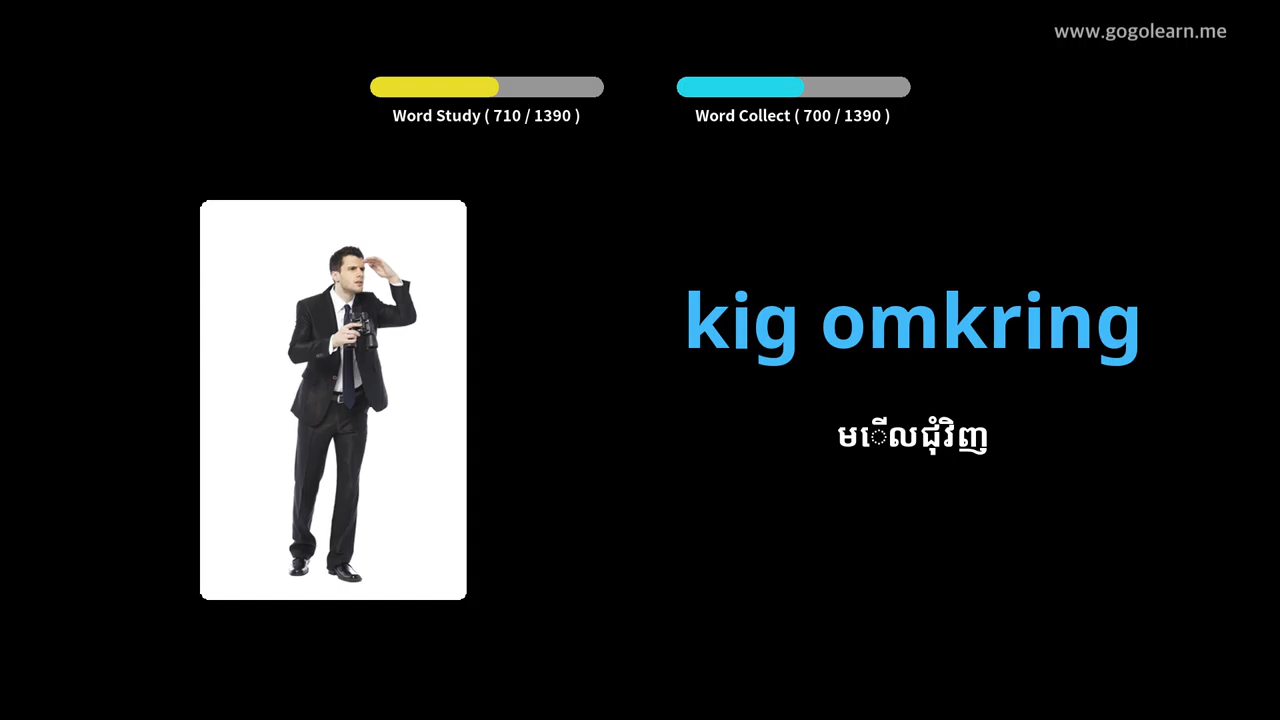 www.gogolearn.me
Word Study ( 710 / 1390 )
Word Collect ( 700 / 1390 )
kig omkring
មើលជុំវិញ